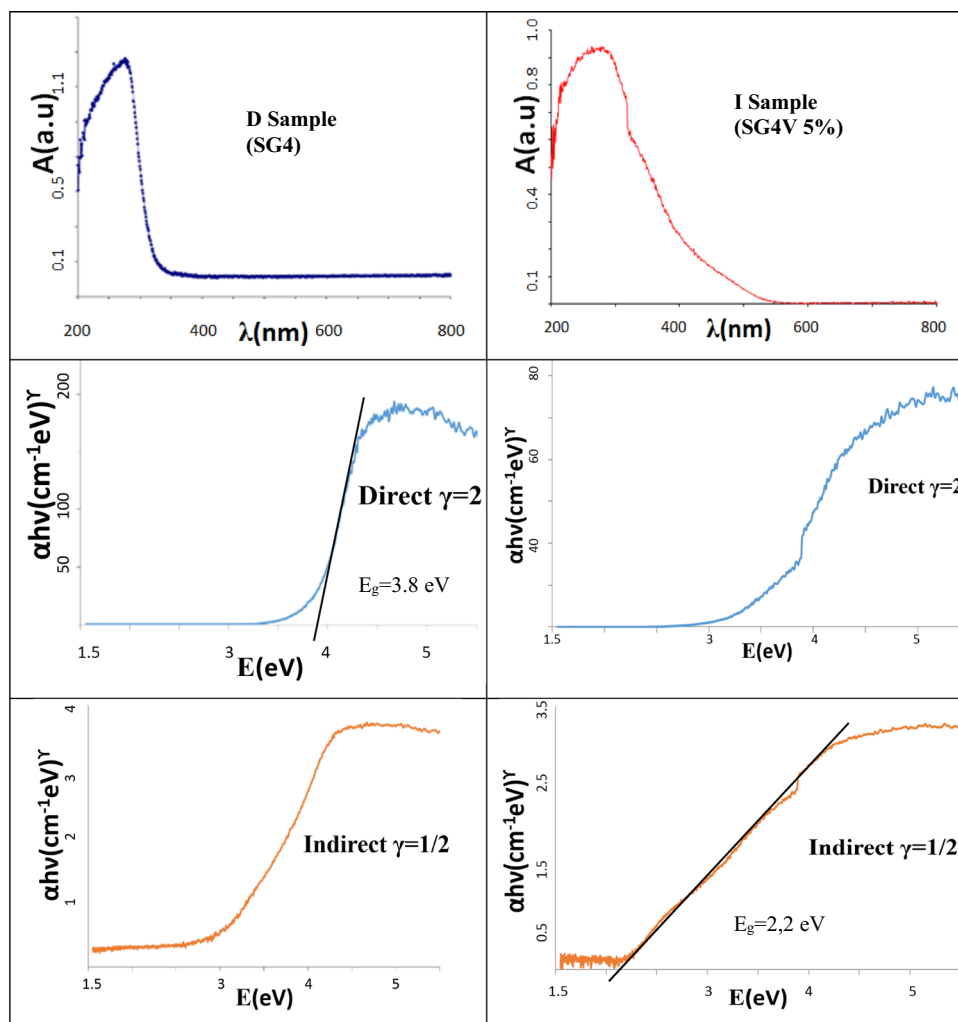 A(a.u)
1.1
0.5
0.1
D Sample
(SG4)
200
400
600
800
λ(nm)
A(a.u)
1.0
0.8
0.4
0.1
I Sample
(SG4V 5%)
200
400
600
800
λ(nm)
αhν(cm⁻¹eV)ᵞ
200
100
50
Direct γ=2
E₉=3.8 eV
1.5
3
4
5
E(eV)
αhν(cm⁻¹eV)ᵞ
80
60
40
Direct γ=2
1.5
3
4
5
E(eV)
αhν(cm⁻¹eV)ᵞ
4
3
2
1
Indirect γ=1/2
1.5
3
4
5
E(eV)
αhν(cm⁻¹eV)ᵞ
3.5
2.5
1.5
0.5
Indirect γ=1/2
Eg=2,2 eV
1.5
3
4
5
E(eV)